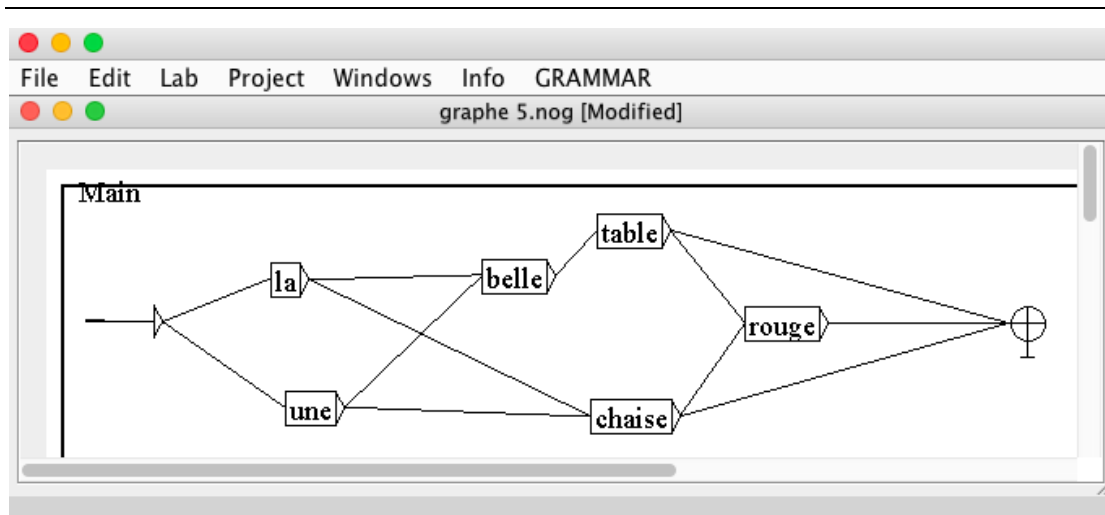 File Edit Lab Project Windows Info GRAMMAR
graphe 5.nog [Modified]
Main
table
la
belle
rouge
une
chaise